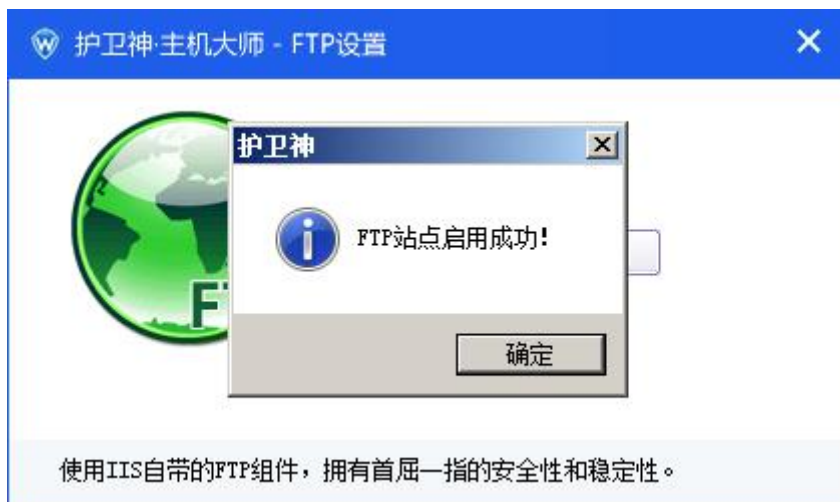 护卫神·主机大师 - FTP设置
护卫神
FTP站点启用成功!
确定
使用IIS自带的FTP组件，拥有首屈一指的安全性和稳定性。